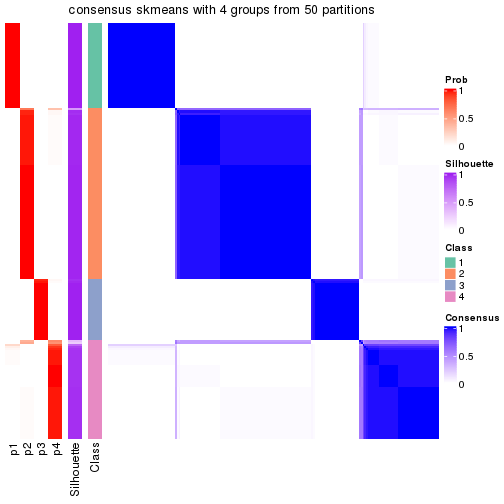 consensus skmeans with 4 groups from 50 partitions
Prob
1
0.5
0
Silhouette
1
0.5
0
Class
1
2
3
4
Consensus
1
0.5
0
p1
p2
p3
p4
Silhouette
Class